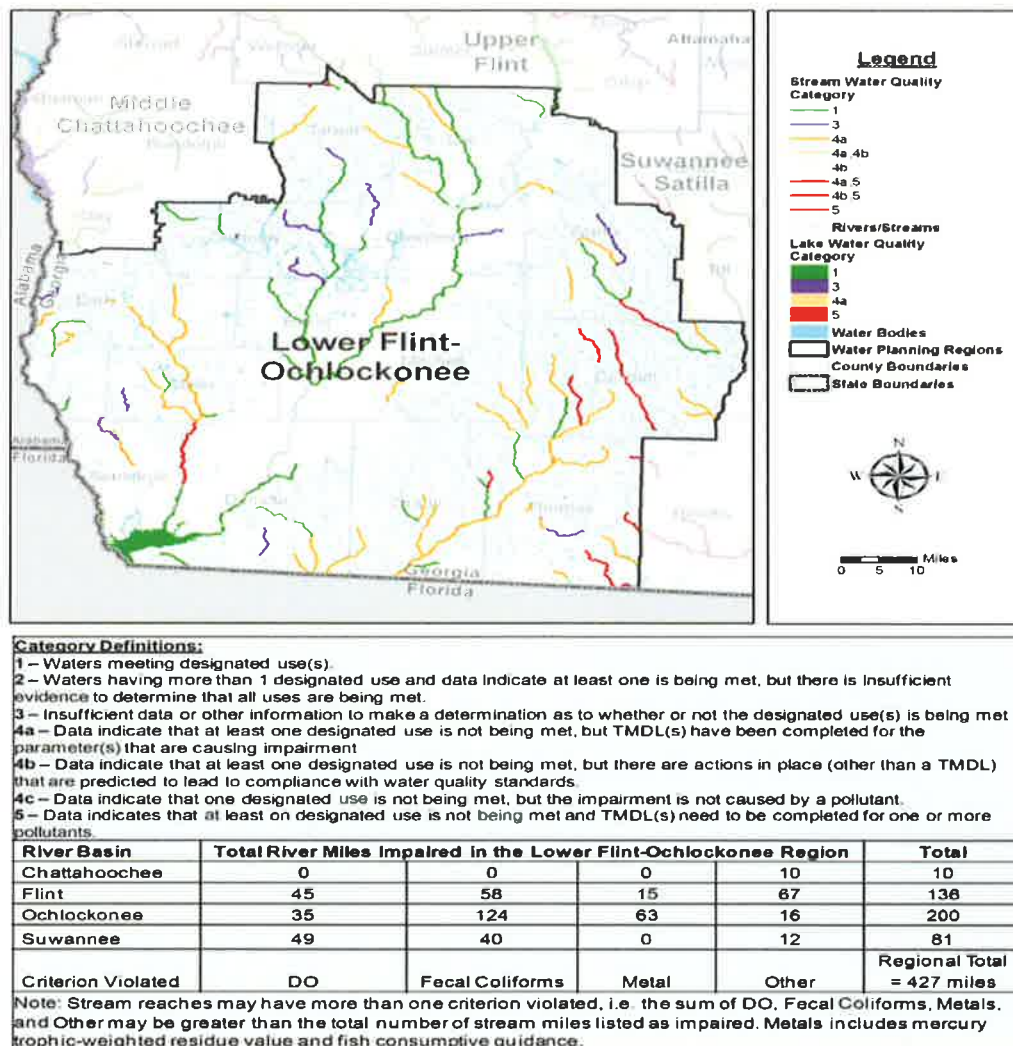 Upper
Flint
Altamaha
Middle
Chattahoochee
Suwannee
Satilla
Alabama
Georgia
Lower Flint-
Ochlockonee
Alabama
Florida
Georgia
Florida
Legend
Stream Water Quality
Category
1
3
4a
4a,4b
4b
4a,5
4b,5
5
Rivers/Streams
Lake Water Quality
Category
1
3
4a
5
Water Bodies
Water Planning Regions
County Boundaries
State Boundaries
N
W E
S
Miles
0 5 10
Category Definitions:
1 – Waters meeting designated use(s).
2 – Waters having more than 1 designated use and data indicate at least one is being met, but there is insufficient
evidence to determine that all uses are being met.
3 – Insufficient data or other information to make a determination as to whether or not the designated use(s) is being met
4a – Data indicate that at least one designated use is not being met, but TMDL(s) have been completed for the
parameter(s) that are causing impairment
4b – Data indicate that at least one designated use is not being met, but there are actions in place (other than a TMDL)
that are predicted to lead to compliance with water quality standards.
4c – Data indicate that one designated use is not being met, but the impairment is not caused by a pollutant.
5 – Data indicates that at least on designated use is not being met and TMDL(s) need to be completed for one or more
pollutants.
River Basin Total River Miles Impaired in the Lower Flint-Ochlockonee Region Total
Chattahoochee 0 0 0 10 10
Flint 45 58 15 67 136
Ochlockonee 35 124 63 16 200
Suwannee 49 40 0 12 81
Criterion Violated DO Fecal Coliforms Metal Other Regional Total
= 427 miles
Note: Stream reaches may have more than one criterion violated, i.e. the sum of DO, Fecal Coliforms, Metals,
and Other may be greater than the total number of stream miles listed as impaired. Metals includes mercury
trophic-weighted residue value and fish consumptive guidance.